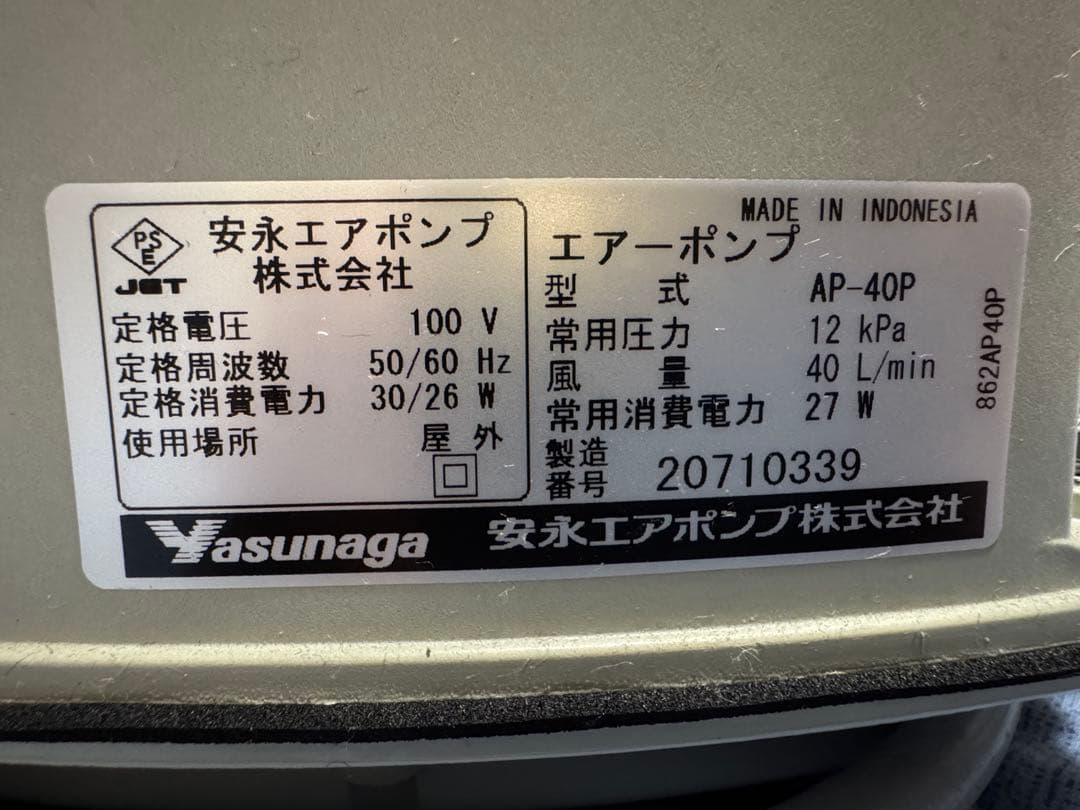 PSE
JET
安永エアポンプ
株式会社
定格電圧 100 V
定格周波数 50/60 Hz
定格消費電力 30/26 W
使用場所 屋外
MADE IN INDONESIA
エアーポンプ
型式 AP-40P
常用圧力 12 kPa
風量 40 L/min
常用消費電力 27 W
製造
番号 20710339
862AP40P
Yasunaga 安永エアポンプ株式会社